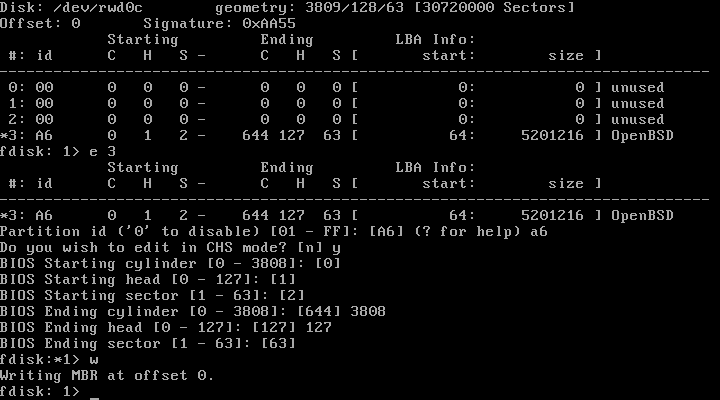 Disk: /dev/rwd0c        geometry: 3809/128/63 [30720000 Sectors]
Offset: 0       Signature: 0xAA55
            Starting         Ending         LBA Info:
 #: id      C   H   S -      C   H   S [       start:        size ]
-------------------------------------------------------------------------------
 0: 00      0   0   0 -      0   0   0 [           0:           0 ] unused
 1: 00      0   0   0 -      0   0   0 [           0:           0 ] unused
 2: 00      0   0   0 -      0   0   0 [           0:           0 ] unused
*3: A6      0   1   2 -    644 127  63 [          64:     5201216 ] OpenBSD
fdisk: 1> e 3
            Starting         Ending         LBA Info:
 #: id      C   H   S -      C   H   S [       start:        size ]
-------------------------------------------------------------------------------
*3: A6      0   1   2 -    644 127  63 [          64:     5201216 ] OpenBSD
Partition id ('0' to disable) [01 - FF]: [A6] (? for help) a6
Do you wish to edit in CHS mode? [n] y
BIOS Starting cylinder [0 - 3808]: [0]
BIOS Starting head [0 - 127]: [1]
BIOS Starting sector [1 - 63]: [2]
BIOS Ending cylinder [0 - 3808]: [644] 3808
BIOS Ending head [0 - 127]: [127] 127
BIOS Ending sector [1 - 63]: [63]
fdisk:*1> w
Writing MBR at offset 0.
fdisk: 1> _